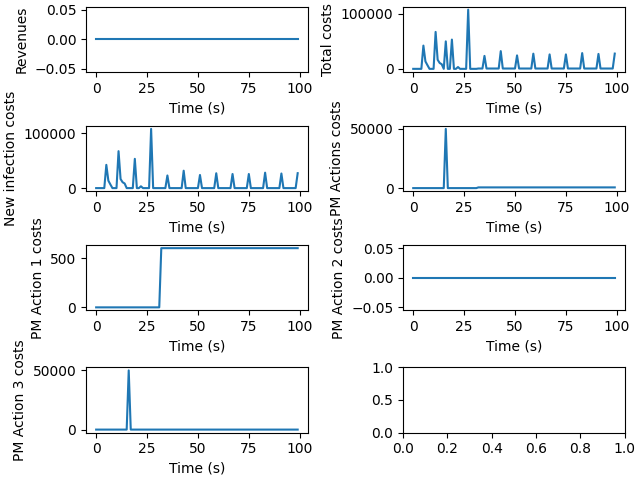 Revenues
0.05
0.00
−0.05
0 25 50 75 100
Time (s)
Total costs
100000
0
0 25 50 75 100
Time (s)
New infection costs
100000
0
0 25 50 75 100
Time (s)
PM Actions costs
50000
0
0 25 50 75 100
Time (s)
PM Action 1 costs
500
0
0 25 50 75 100
Time (s)
PM Action 2 costs
0.05
0.00
−0.05
0 25 50 75 100
Time (s)
PM Action 3 costs
50000
0
0 25 50 75 100
Time (s)
1.0
0.5
0.0
0.0 0.2 0.4 0.6 0.8 1.0